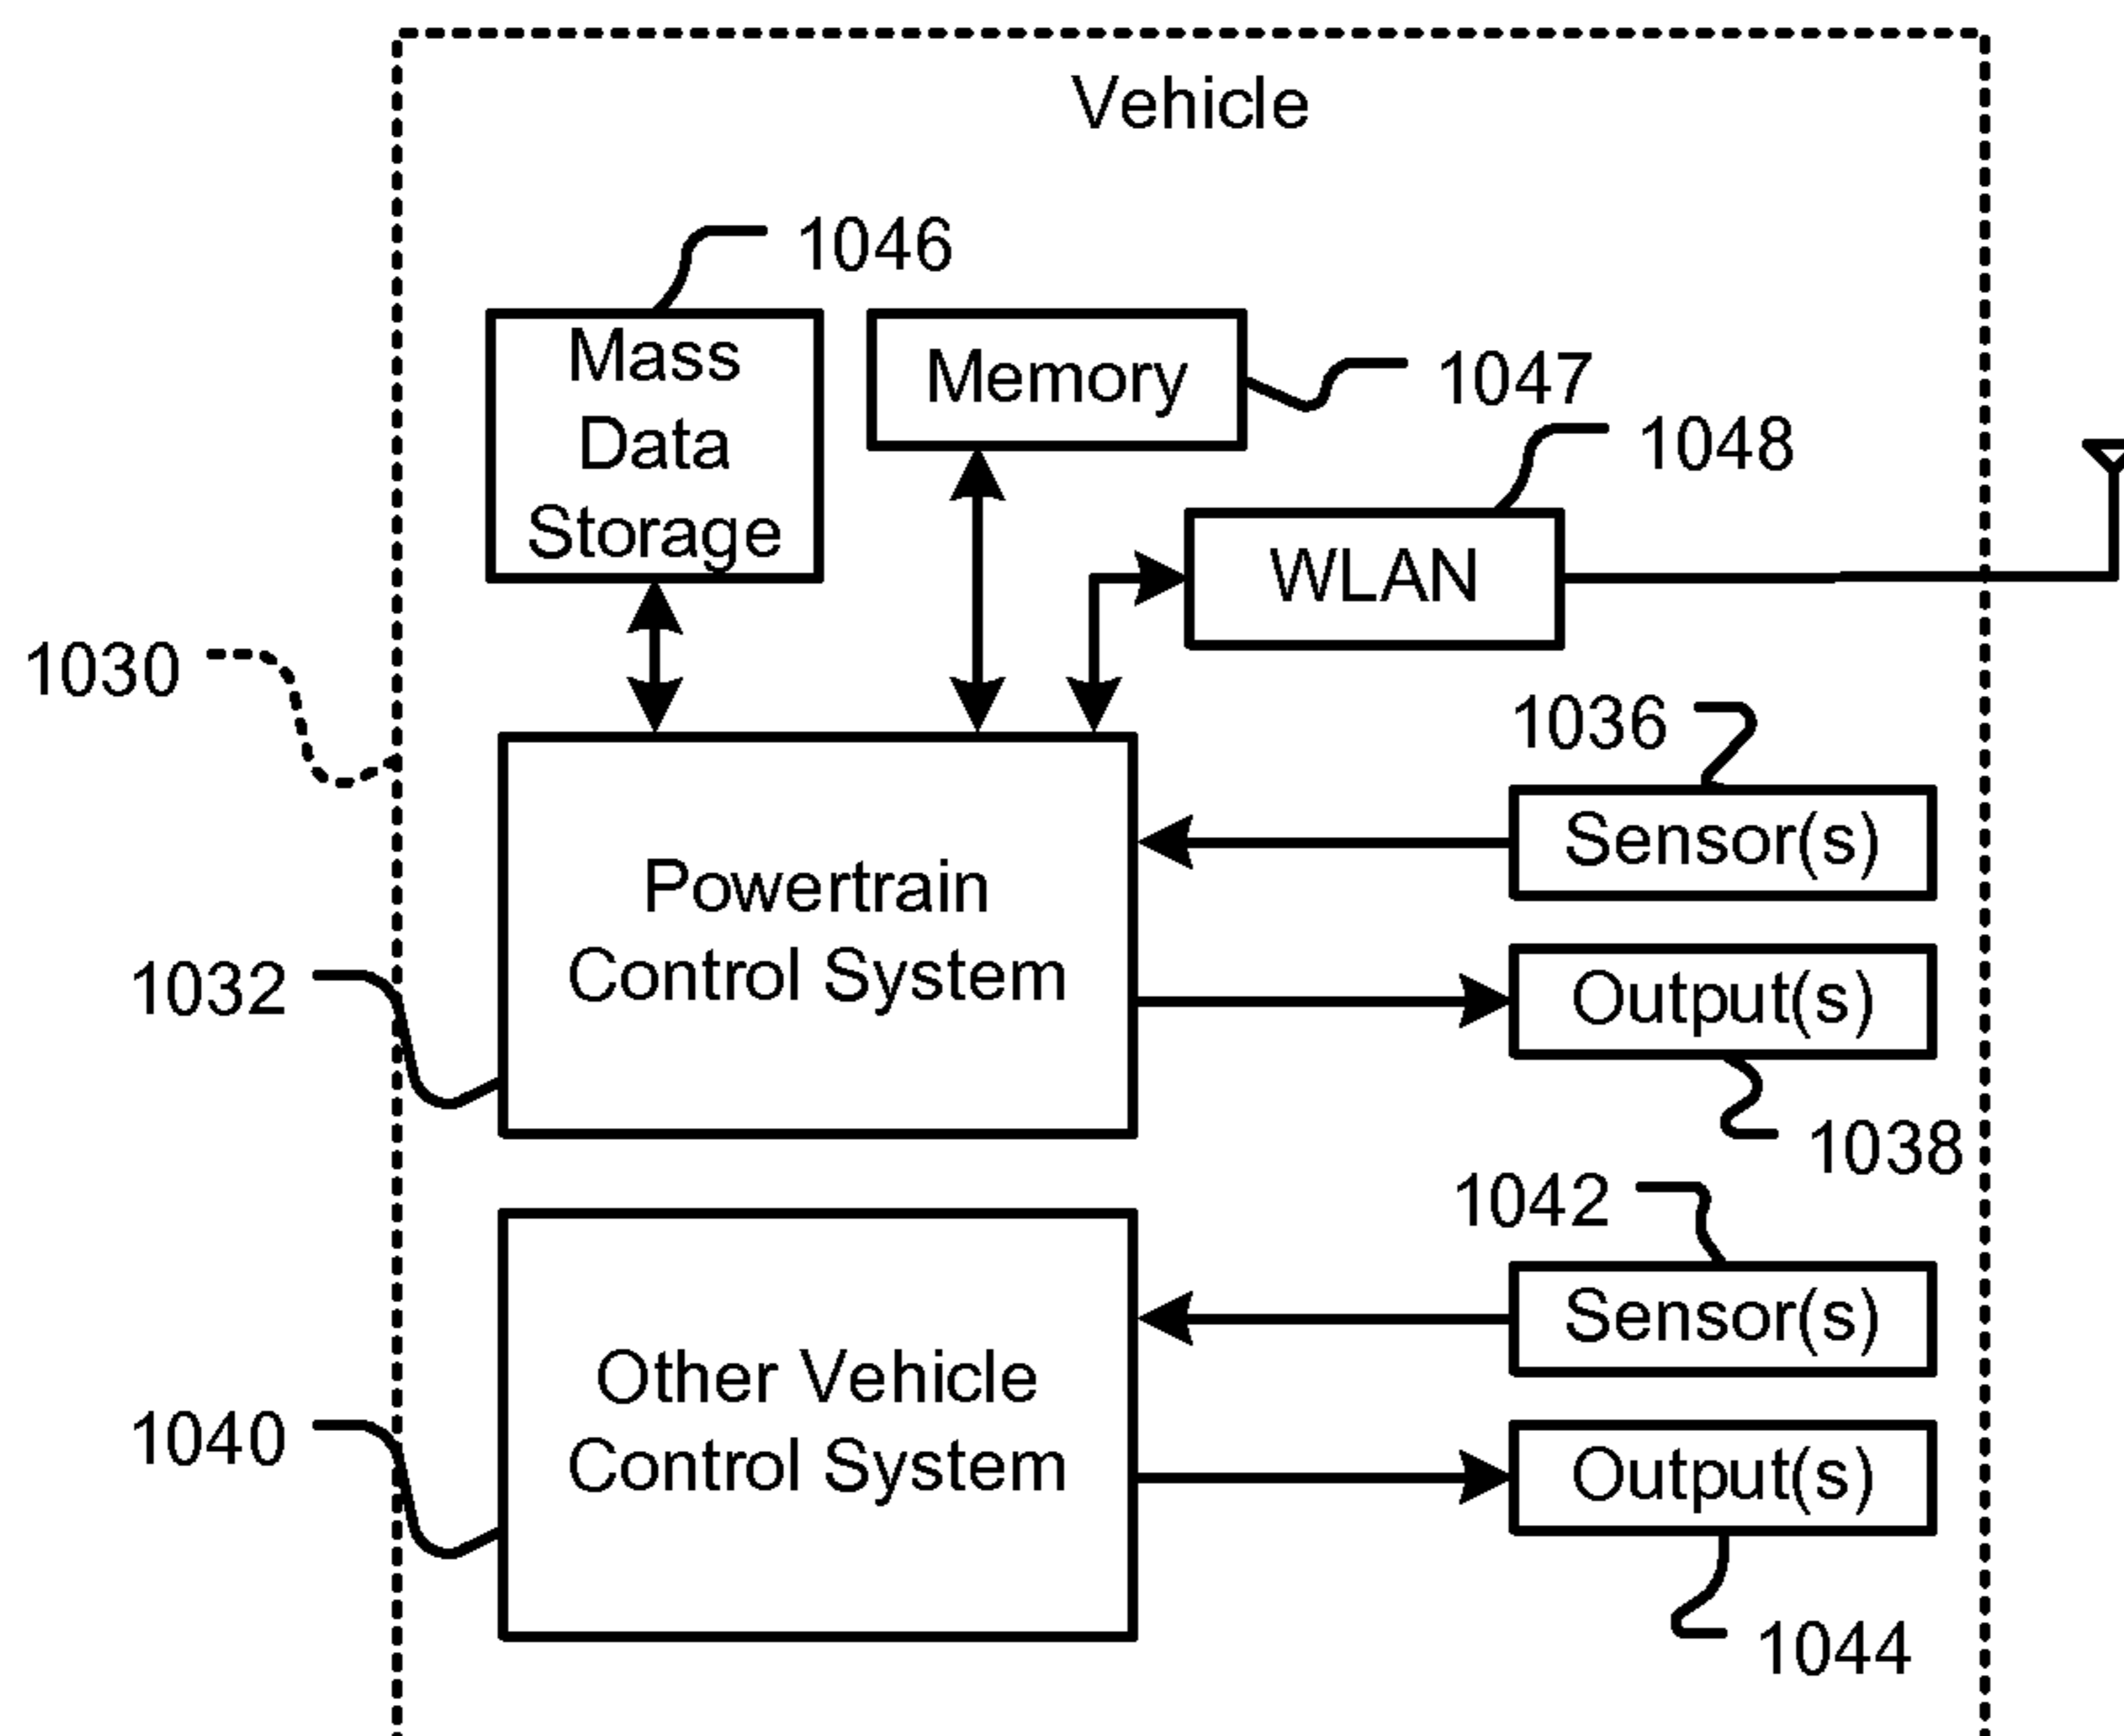 Vehicle
1046
Mass
Data
Storage
Memory
1047
1048
WLAN
1030
1036
Sensor(s)
Powertrain
Control System
1032
Output(s)
1038
1042
Sensor(s)
Other Vehicle
Control System
1040
Output(s)
1044